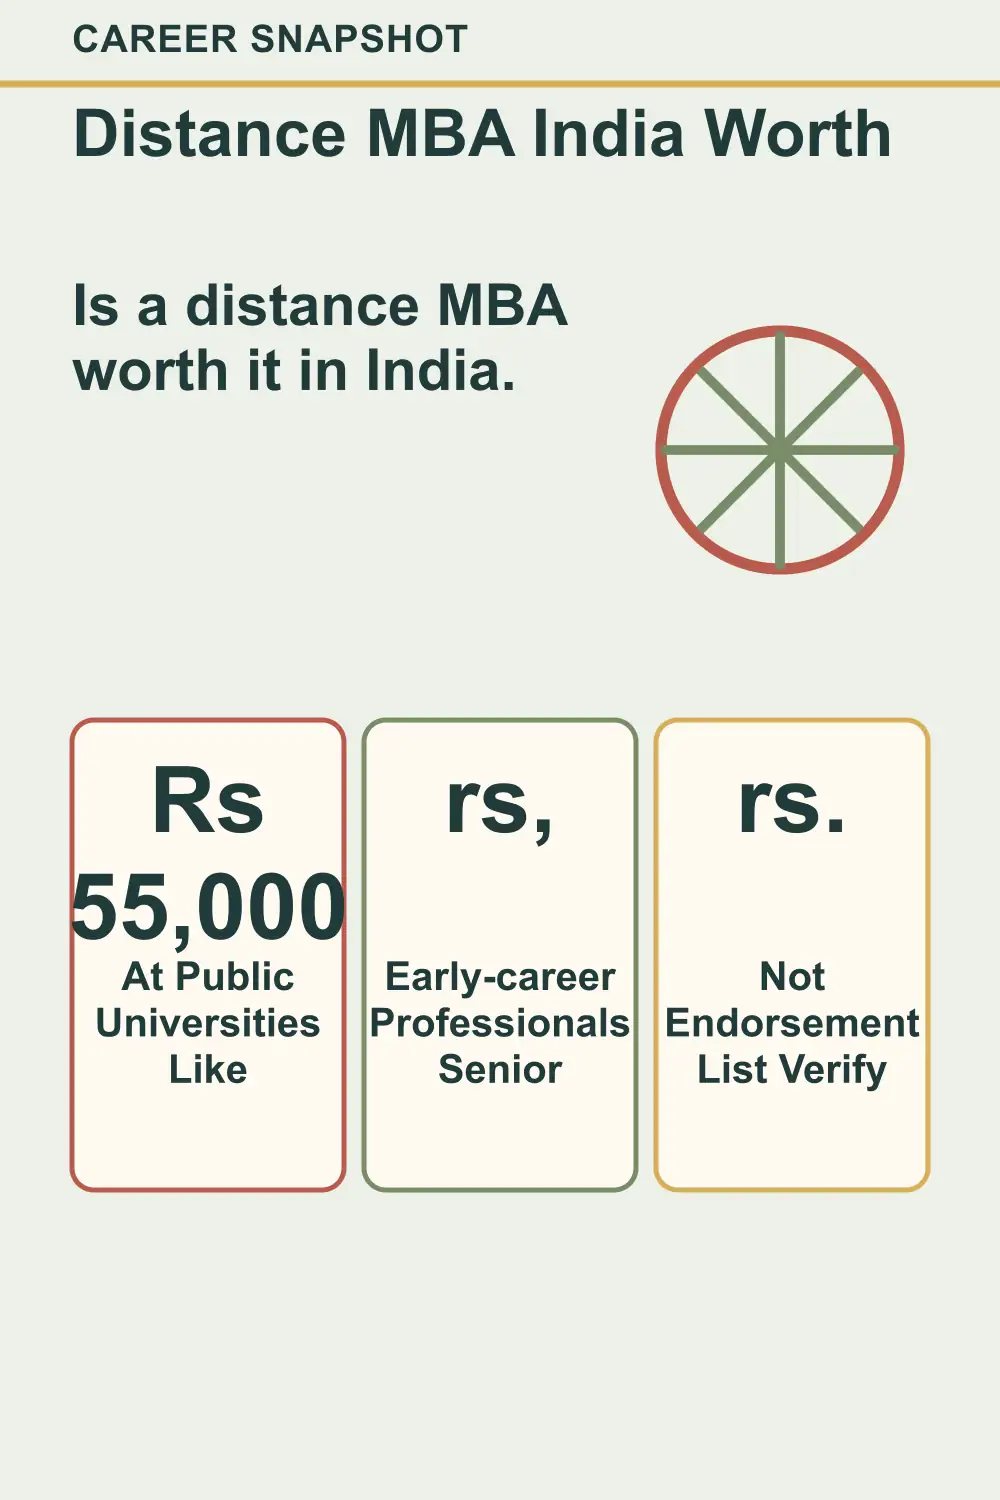 CAREER SNAPSHOT
Distance MBA India Worth
Is a distance MBA
worth it in India.
Rs
55,000
At Public
Universities
Like
rs,
Early-career
Professionals
Senior
rs.
Not
Endorsement
List Verify